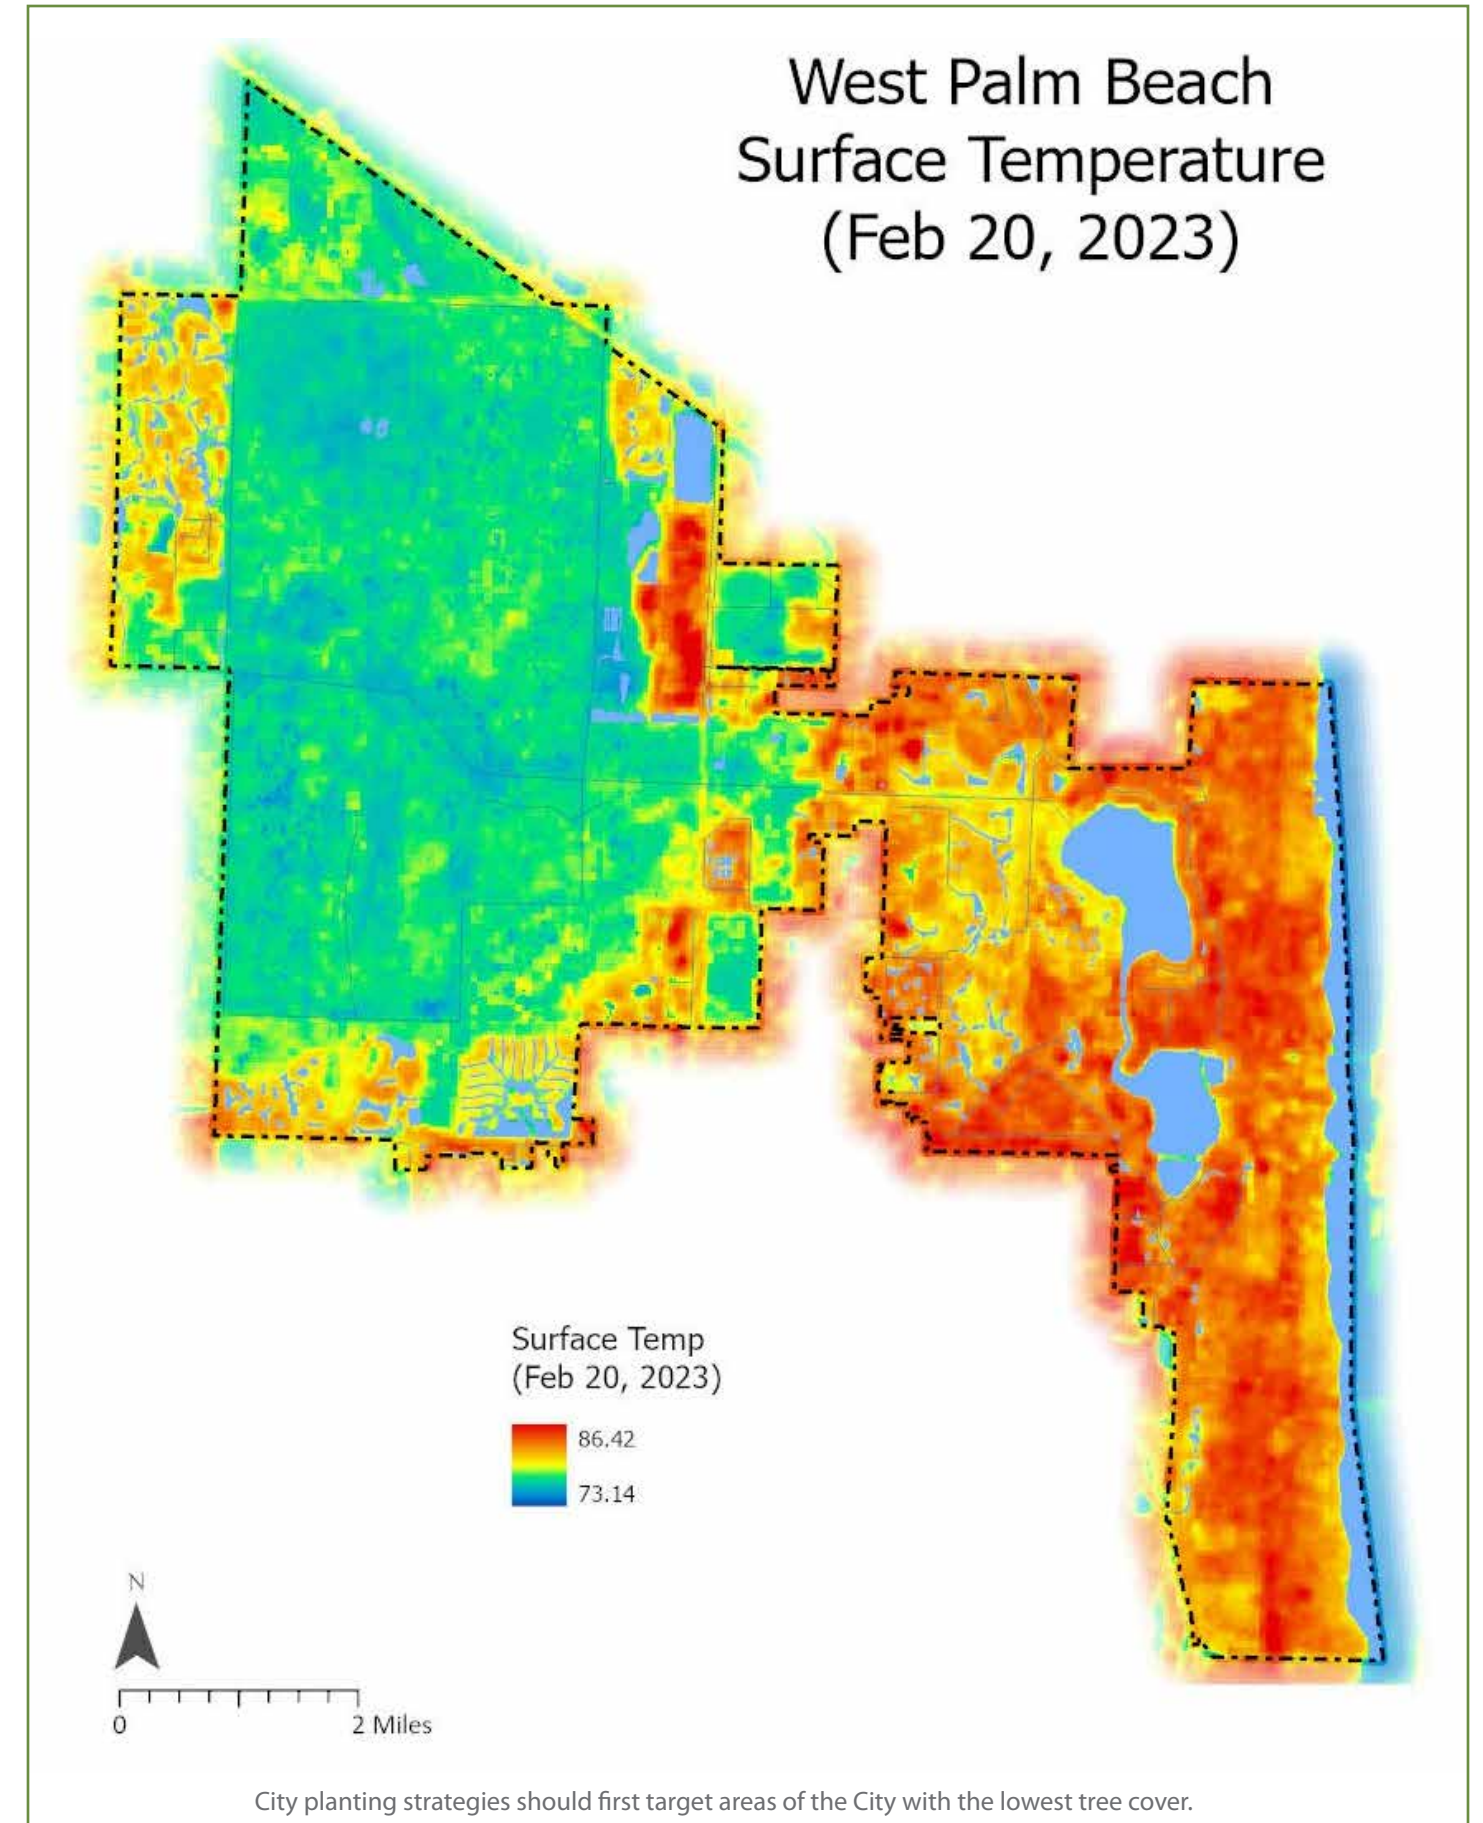 West Palm Beach
Surface Temperature
(Feb 20, 2023)
Surface Temp
(Feb 20, 2023)
86.42
73.14
N
0
2 Miles
City planting strategies should first target areas of the City with the lowest tree cover.